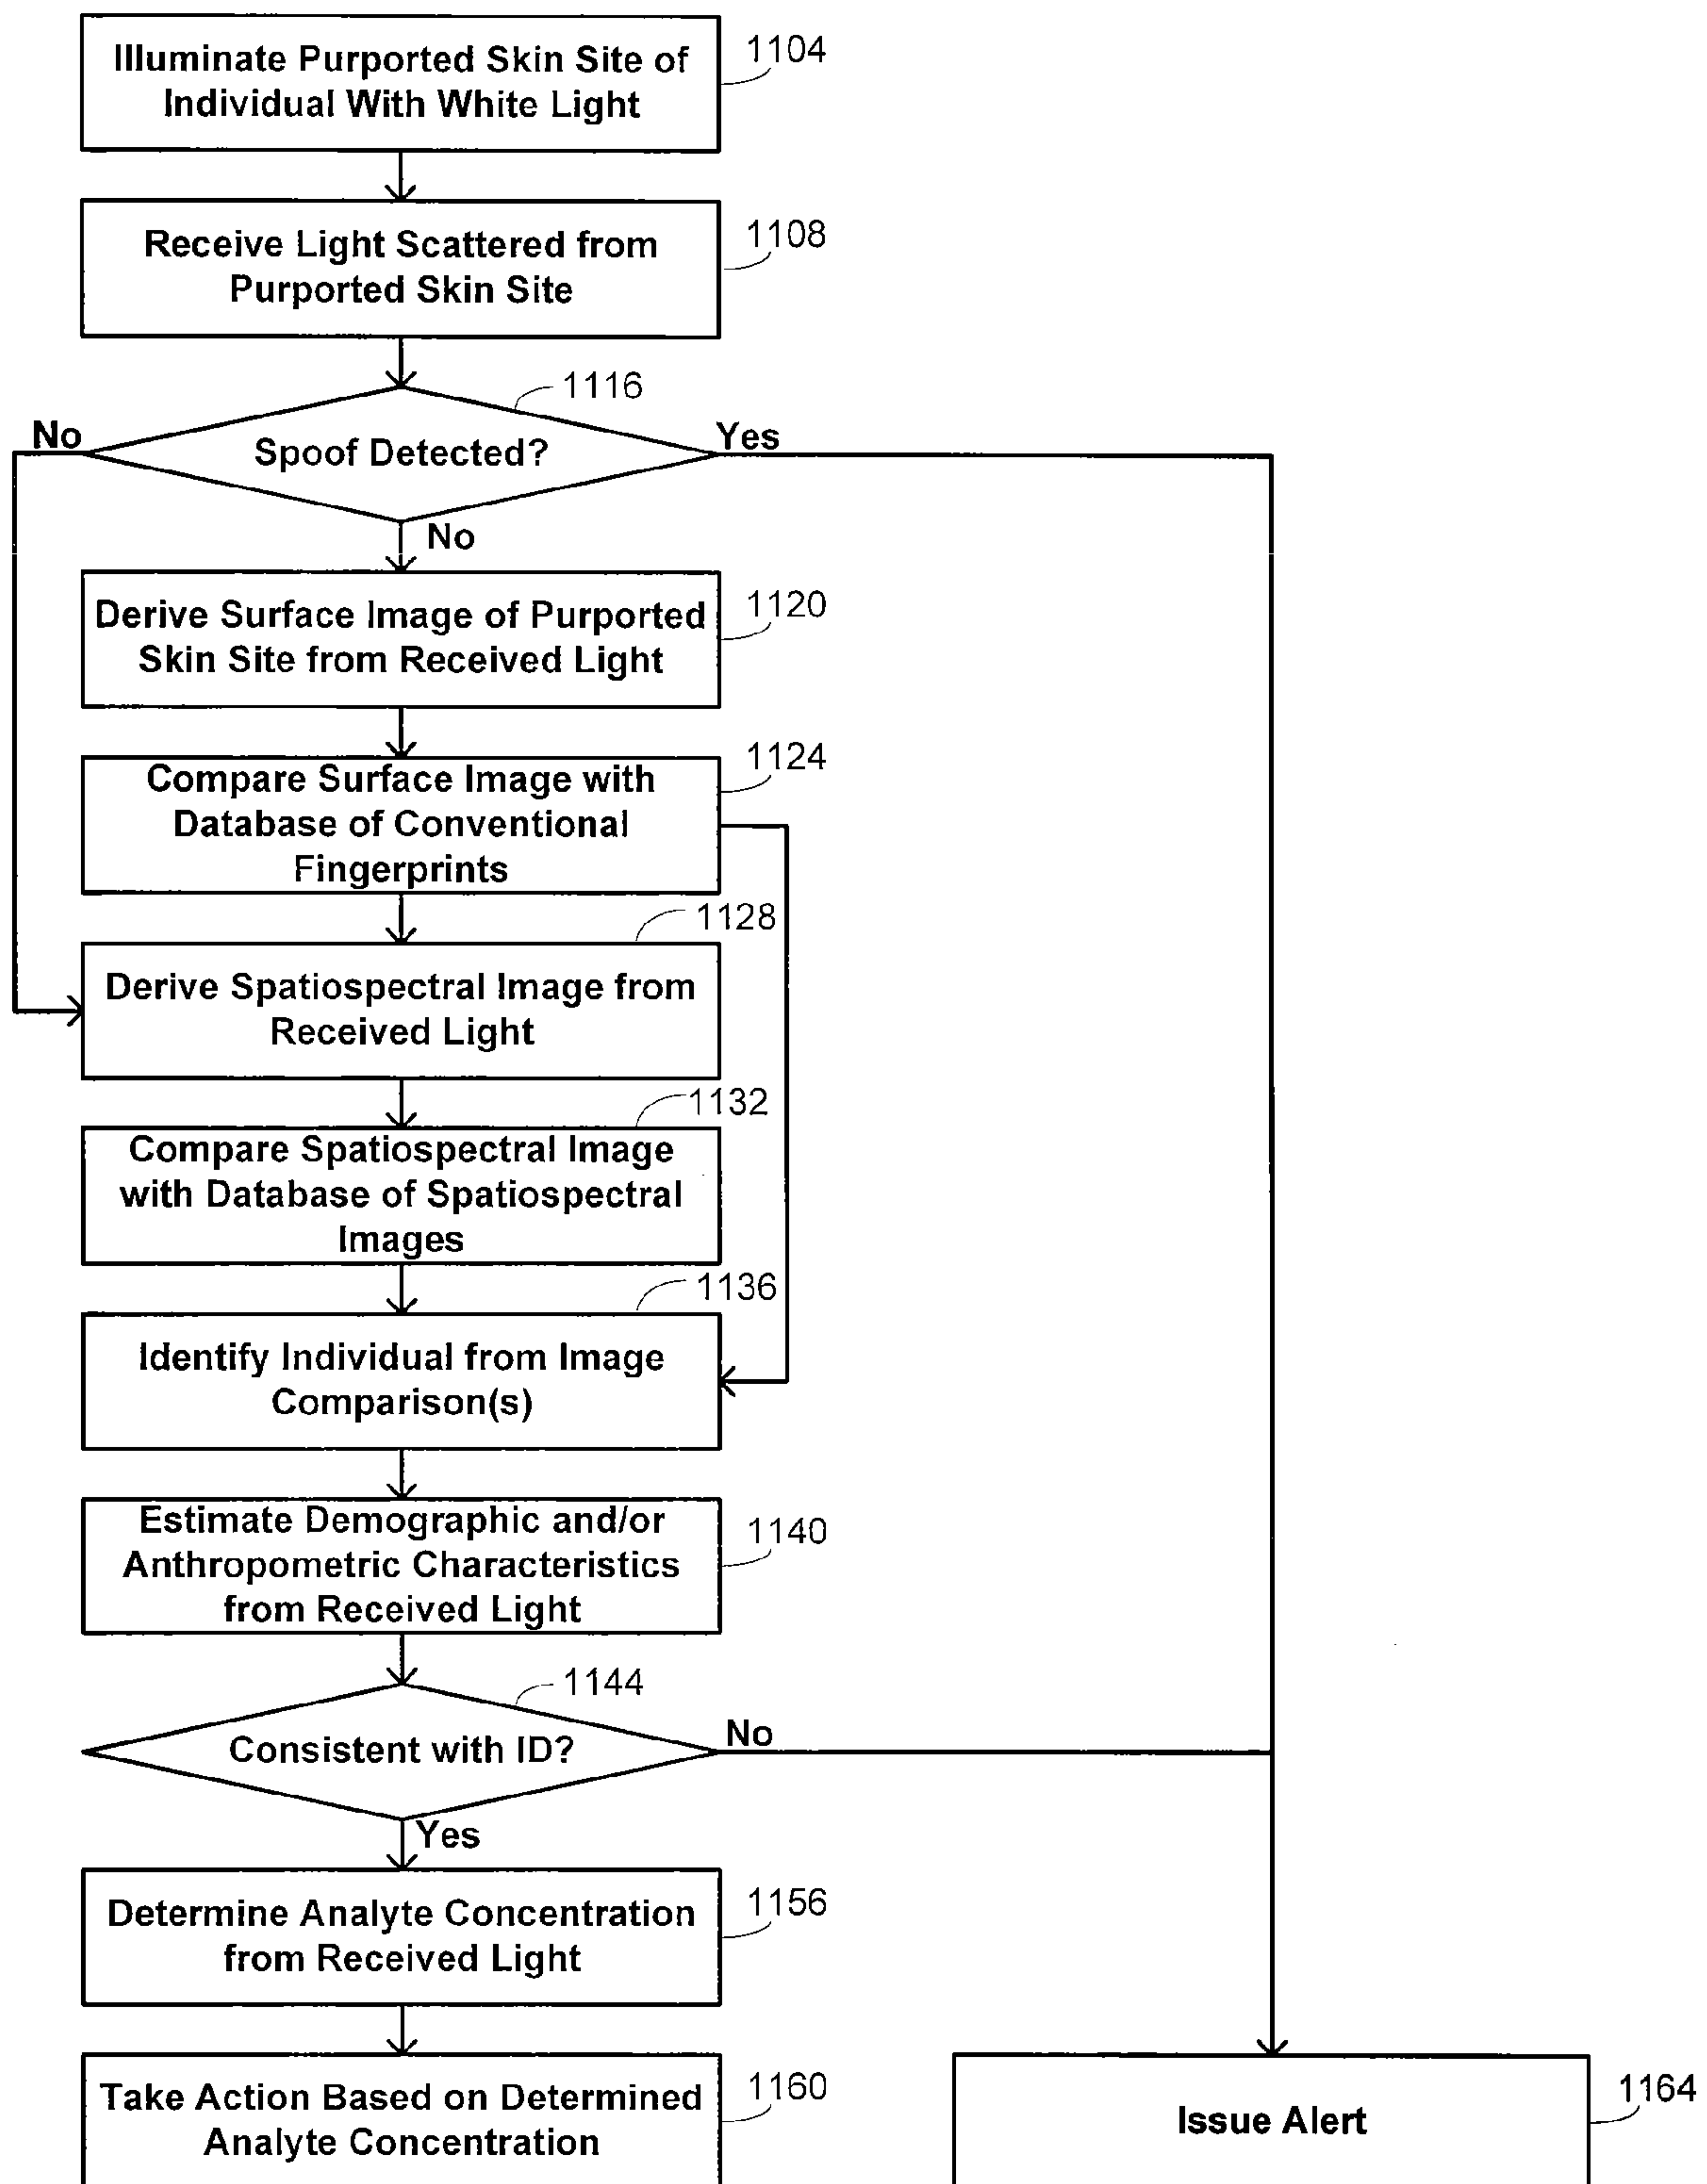 Illuminate Purported Skin Site of
Individual With White Light
1104
Receive Light Scattered from
Purported Skin Site
1108
1116
No
Spoof Detected?
Yes
No
Derive Surface Image of Purported
Skin Site from Received Light
1120
Compare Surface Image with
Database of Conventional
Fingerprints
1124
1128
Derive Spatiospectral Image from
Received Light
1132
Compare Spatiospectral Image
with Database of Spatiospectral
Images
1136
Identify Individual from Image
Comparison(s)
Estimate Demographic and/or
Anthropometric Characteristics
from Received Light
1140
1144
Consistent with ID?
No
Yes
Determine Analyte Concentration
from Received Light
1156
Take Action Based on Determined
Analyte Concentration
1160
Issue Alert
1164